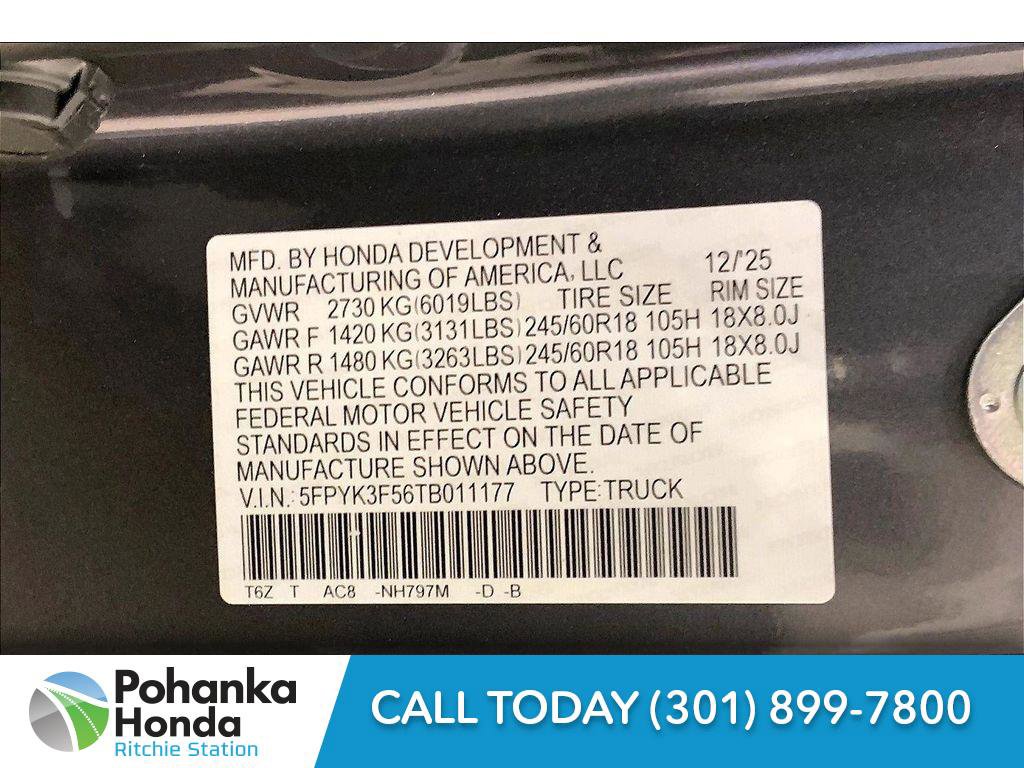 MFD. BY HONDA DEVELOPMENT &
MANUFACTURING OF AMERICA, LLC 12/'25
GVWR 2730 KG(6019LBS) TIRE SIZE RIM SIZE
GAWR F 1420 KG(3131LBS) 245/60R18 105H 18X8.0J
GAWR R 1480 KG(3263LBS) 245/60R18 105H 18X8.0J
THIS VEHICLE CONFORMS TO ALL APPLICABLE
FEDERAL MOTOR VEHICLE SAFETY
STANDARDS IN EFFECT ON THE DATE OF
MANUFACTURE SHOWN ABOVE.
V.I.N.: 5FPYK3F56TB011177 TYPE:TRUCK
T6Z T AC8 -NH797M -D -B
Pohanka
Honda
Ritchie Station
CALL TODAY (301) 899-7800